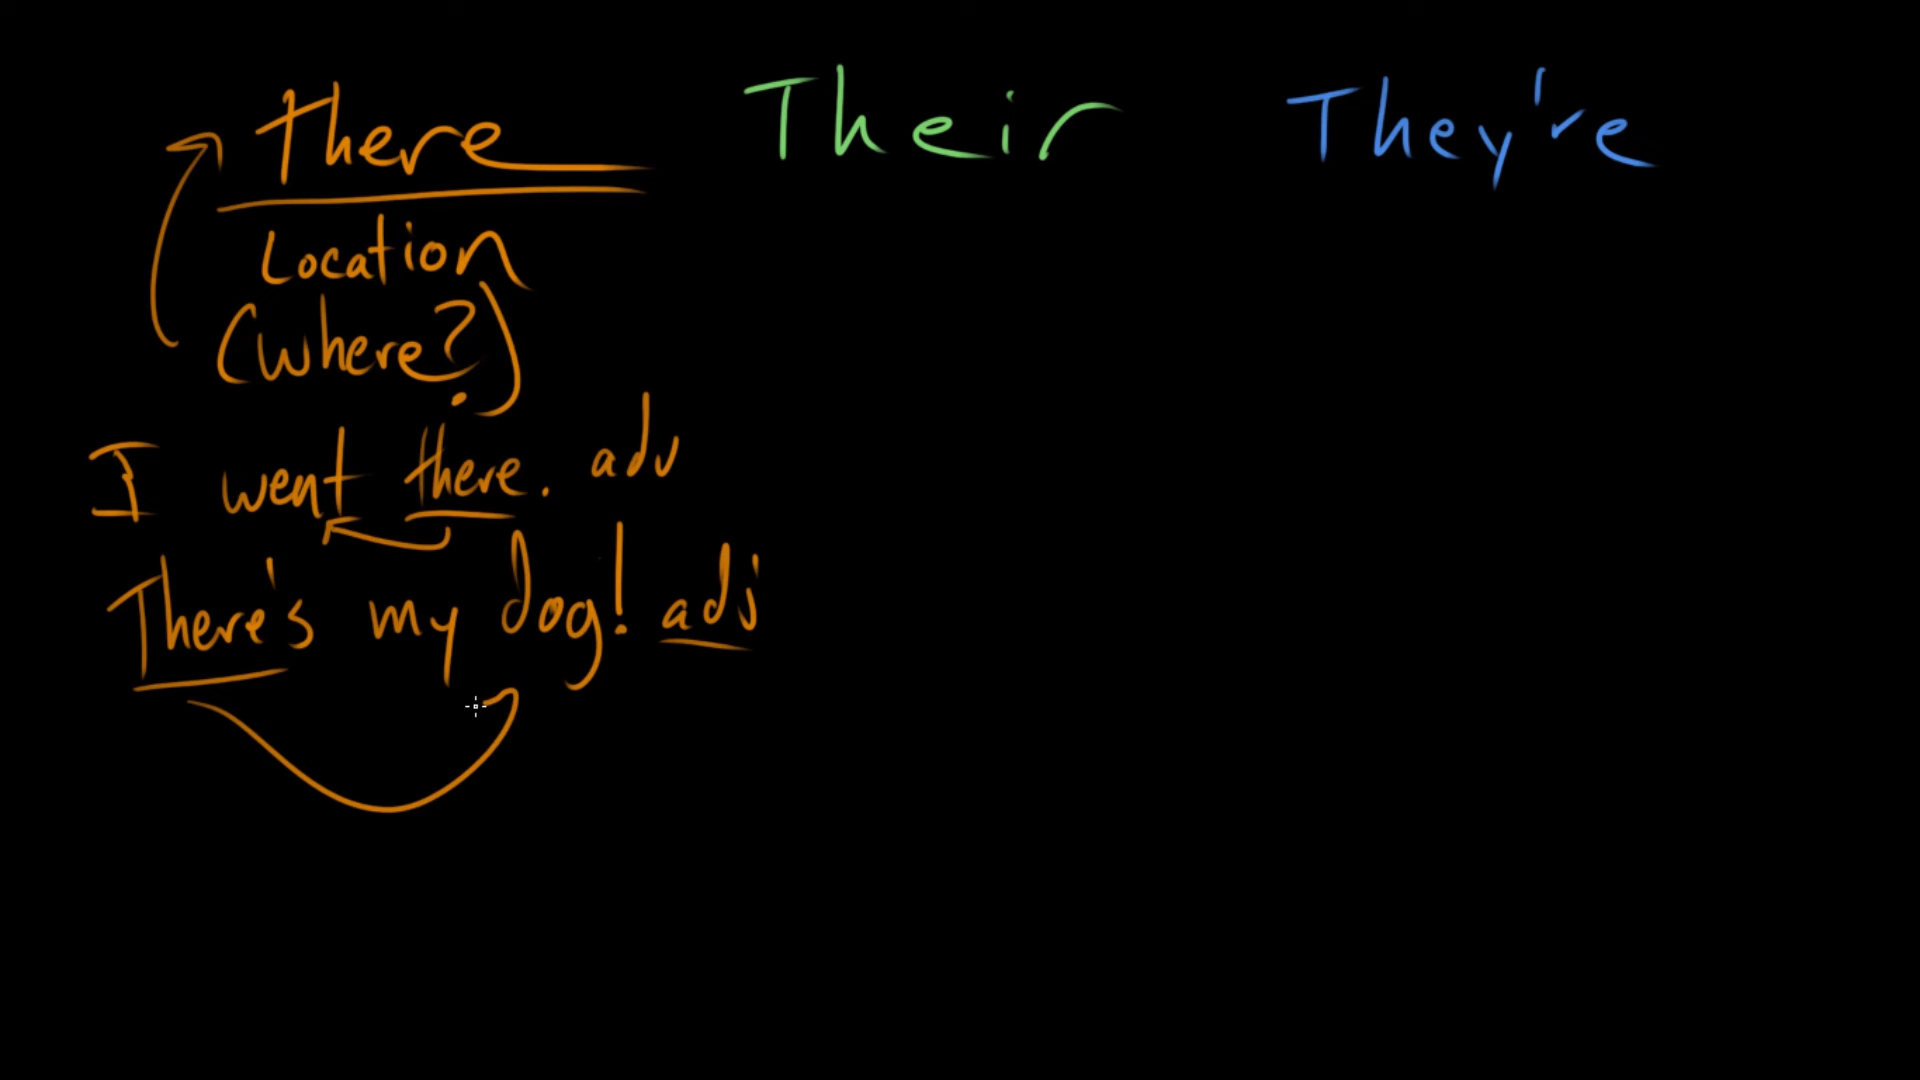 there Their They're
Location
(where?)
I went there. adv
There's my dog! adj